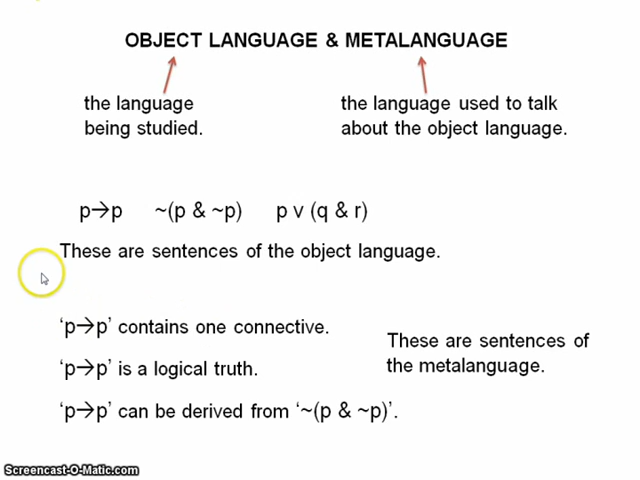 OBJECT LANGUAGE & METALANGUAGE
the language
being studied.
the language used to talk
about the object language.
p→p ~(p & ~p) p v (q & r)
These are sentences of the object language.
‘p→p’ contains one connective.
‘p→p’ is a logical truth.
‘p→p’ can be derived from ‘~(p & ~p)’.
These are sentences of
the metalanguage.
Screencast-O-Matic.com